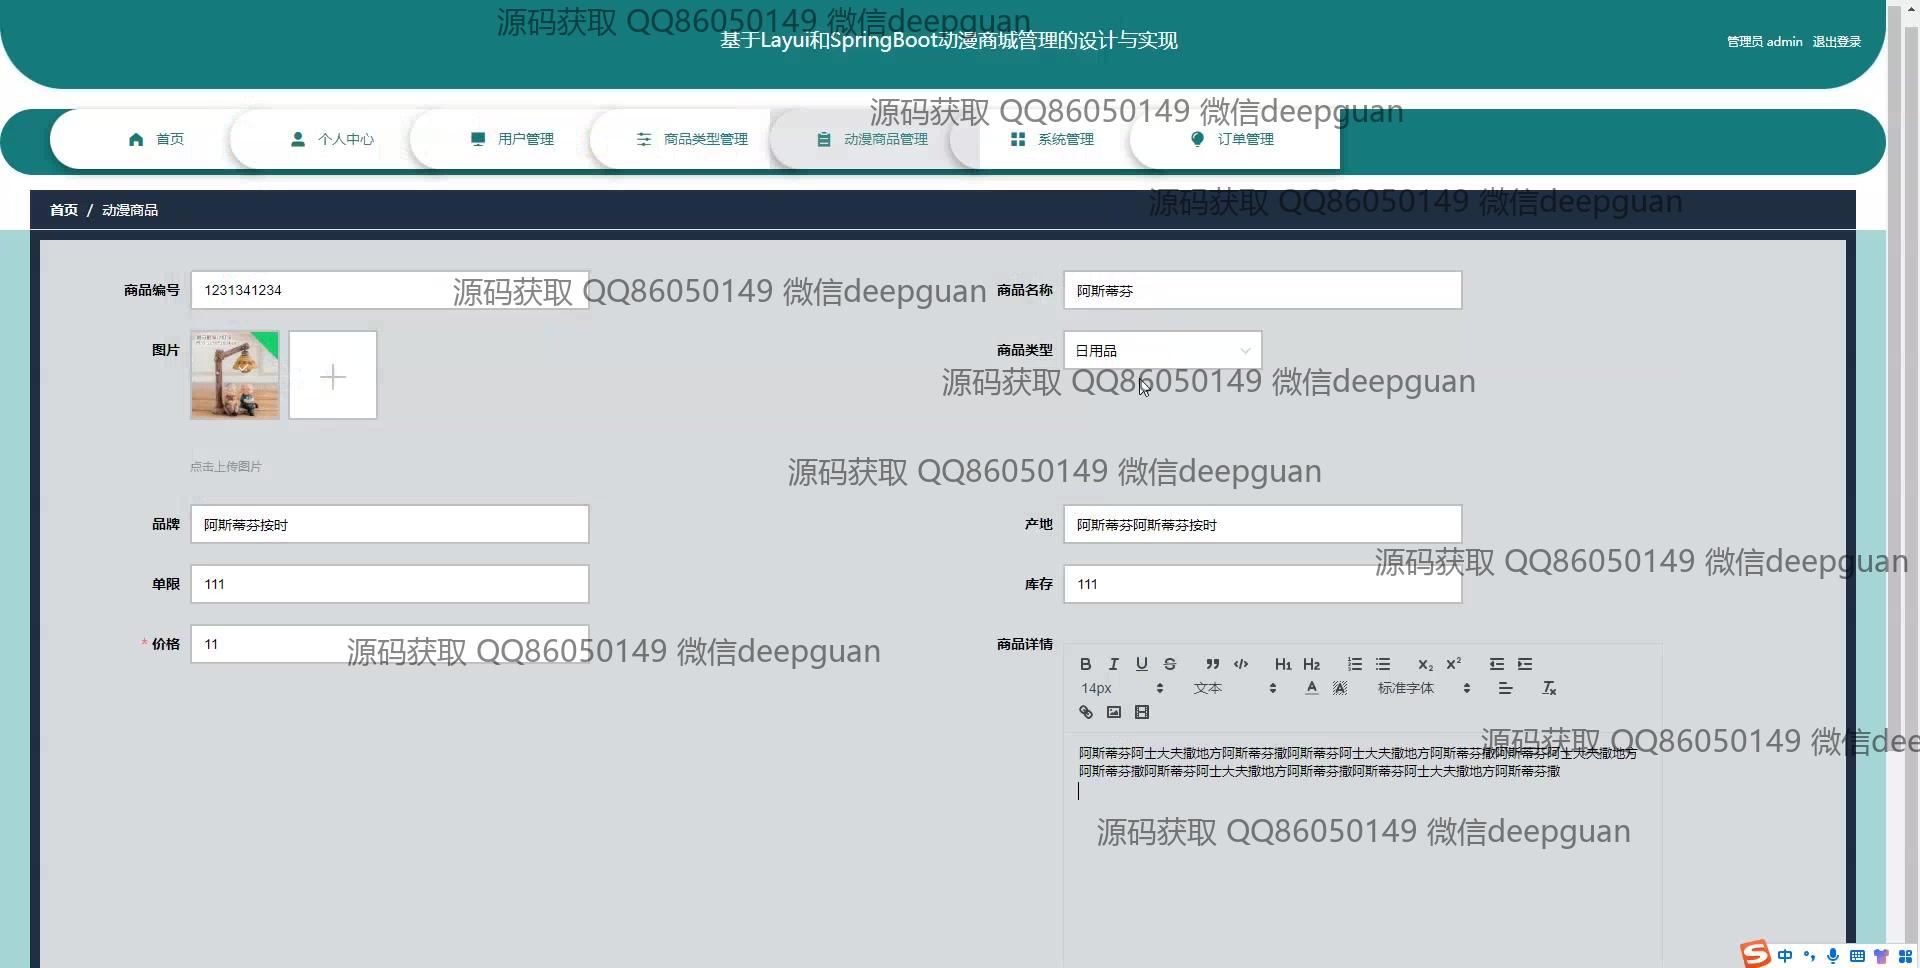 源码获取 QQ86050149 微信deepguan
基于Layui和SpringBoot动漫商城管理的设计与实现
管理员 admin 退出登录
源码获取 QQ86050149 微信deepguan
首页 个人中心 用户管理 商品类型管理 动漫商品管理 系统管理 订单管理
源码获取 QQ86050149 微信deepguan
首页 / 动漫商品
商品编号 1231341234
源码获取 QQ86050149 微信deepguan
商品名称 阿斯蒂芬
图片
商品类型 日用品
源码获取 QQ86050149 微信deepguan
点击上传图片
源码获取 QQ86050149 微信deepguan
品牌 阿斯蒂芬按时
产地 阿斯蒂芬阿斯蒂芬按时
源码获取 QQ86050149 微信deepguan
单限 111
库存 111
* 价格 11
源码获取 QQ86050149 微信deepguan
商品详情
B I U S H1 H2 X2 X2
14px 文本 A A 标准字体 Tx
源码获取 QQ86050149 微信dee
阿斯蒂芬阿士大夫撒地方阿斯蒂芬撒阿斯蒂芬阿士大夫撒地方阿斯蒂芬撒阿斯蒂芬阿士大夫撒地方
阿斯蒂芬撒阿斯蒂芬阿士大夫撒地方阿斯蒂芬撒阿斯蒂芬阿士大夫撒地方阿斯蒂芬撒
源码获取 QQ86050149 微信deepguan
中